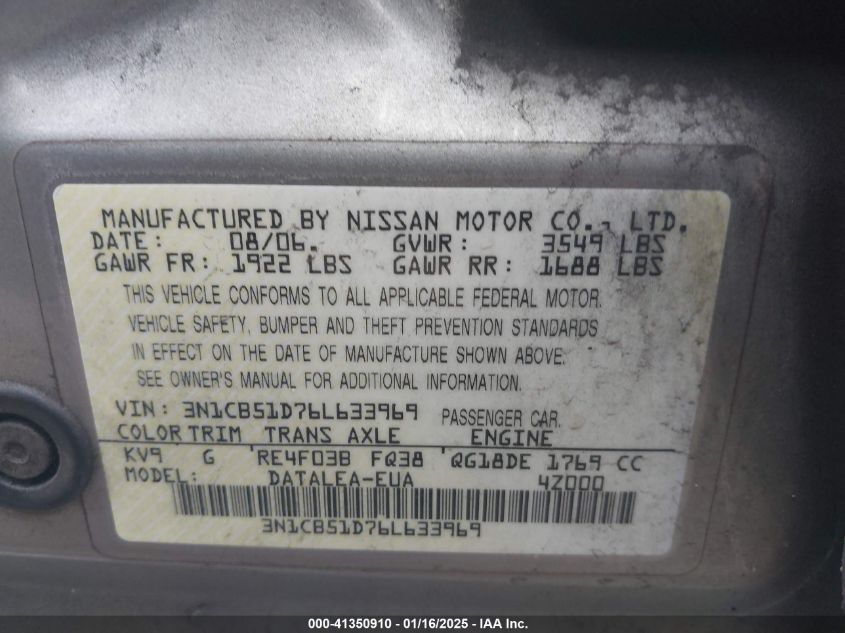 MANUFACTURED BY NISSAN MOTOR CO., LTD.
DATE: 08/06. GVWR: 3549 LBS
GAWR FR: 1922 LBS GAWR RR: 1688 LBS
THIS VEHICLE CONFORMS TO ALL APPLICABLE FEDERAL MOTOR
VEHICLE SAFETY, BUMPER AND THEFT PREVENTION STANDARDS
IN EFFECT ON THE DATE OF MANUFACTURE SHOWN ABOVE.
SEE OWNER'S MANUAL FOR ADDITIONAL INFORMATION.
VIN: 3N1CB51D76L633969 PASSENGER CAR
COLOR TRIM TRANS AXLE ENGINE
KV9 G RE4F03B FQ38 QG18DE 1769 CC
MODEL: DATALEA-EUA 4Z000
3N1CB51D76L633969
000-41350910 - 01/16/2025 - IAA Inc.